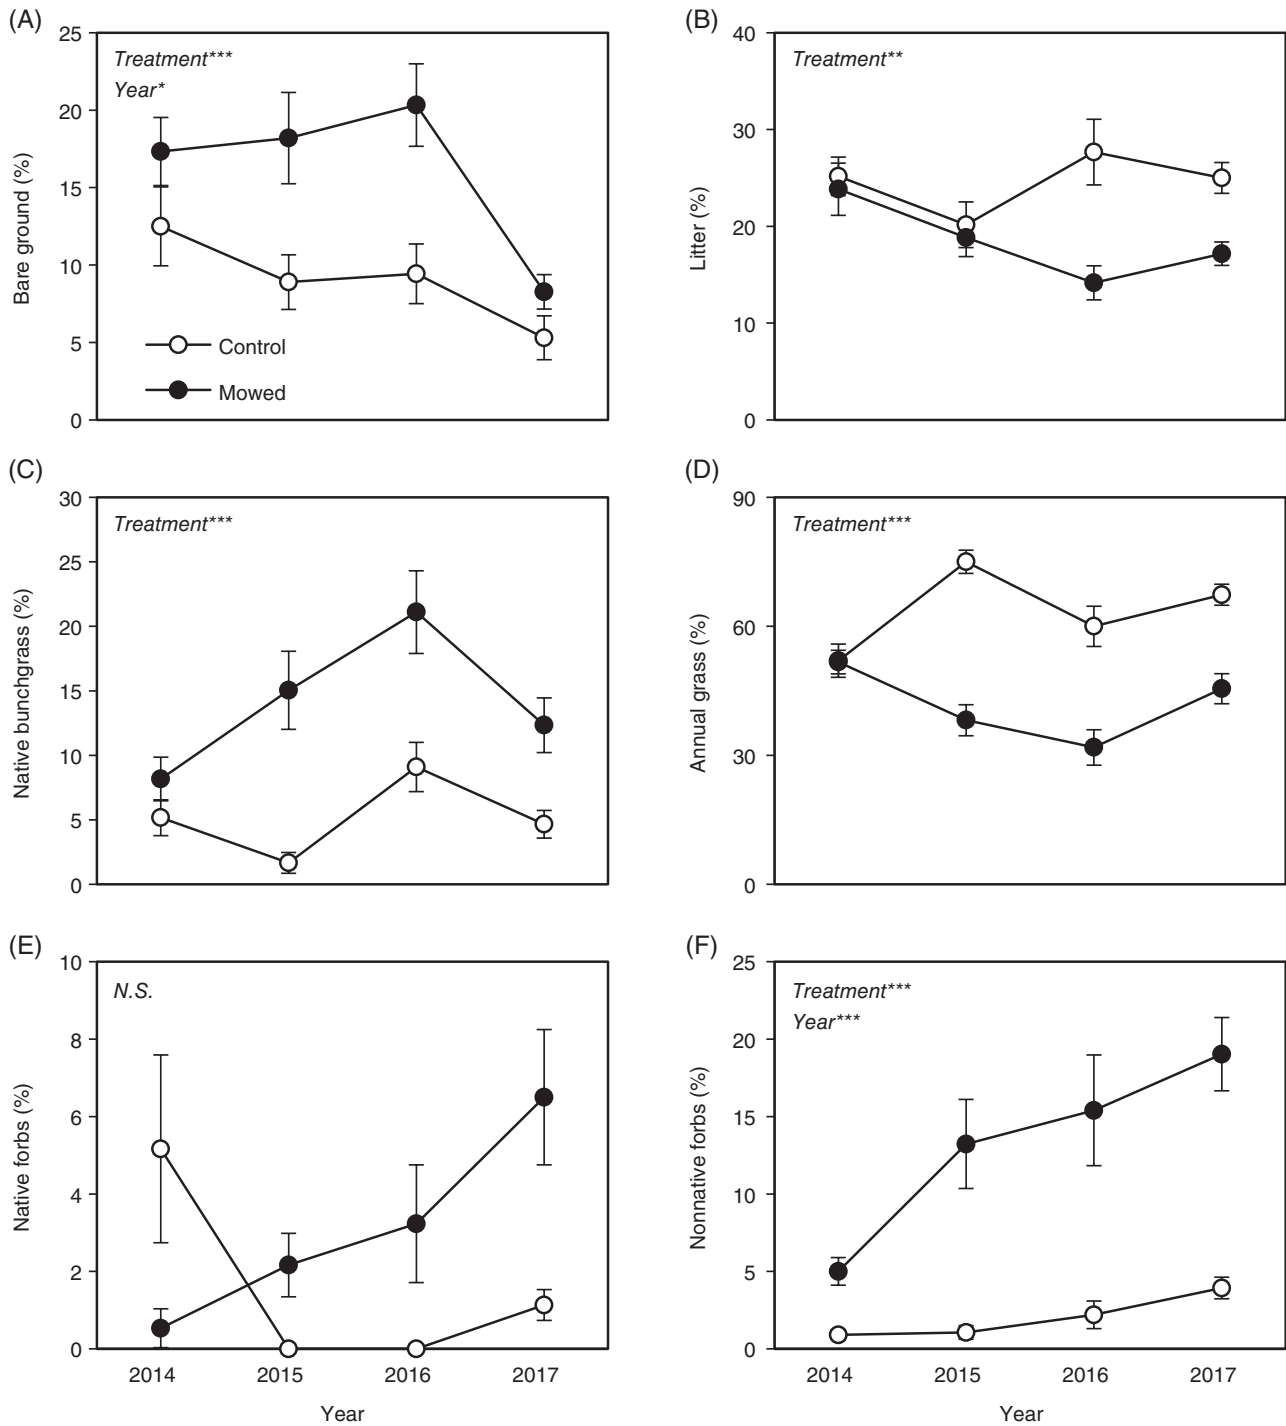 (A)
25
20
15
10
5
0
Bare ground (%)
Treatment***
Year*
Control
Mowed
(B)
40
30
20
10
0
Litter (%)
Treatment**
(C)
30
25
20
15
10
5
0
Native bunchgrass (%)
Treatment***
(D)
90
60
30
0
Annual grass (%)
Treatment***
(E)
10
8
6
4
2
0
Native forbs (%)
N.S.
2014 2015 2016 2017
Year
(F)
25
20
15
10
5
0
Nonnative forbs (%)
Treatment***
Year***
2014 2015 2016 2017
Year